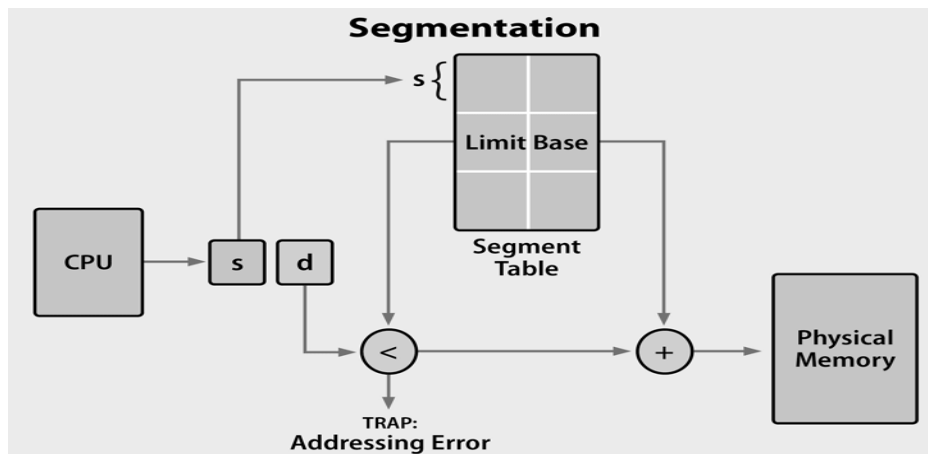 Segmentation
s {
Limit Base
Segment
Table
CPU
s
d
<
+
Physical
Memory
TRAP:
Addressing Error